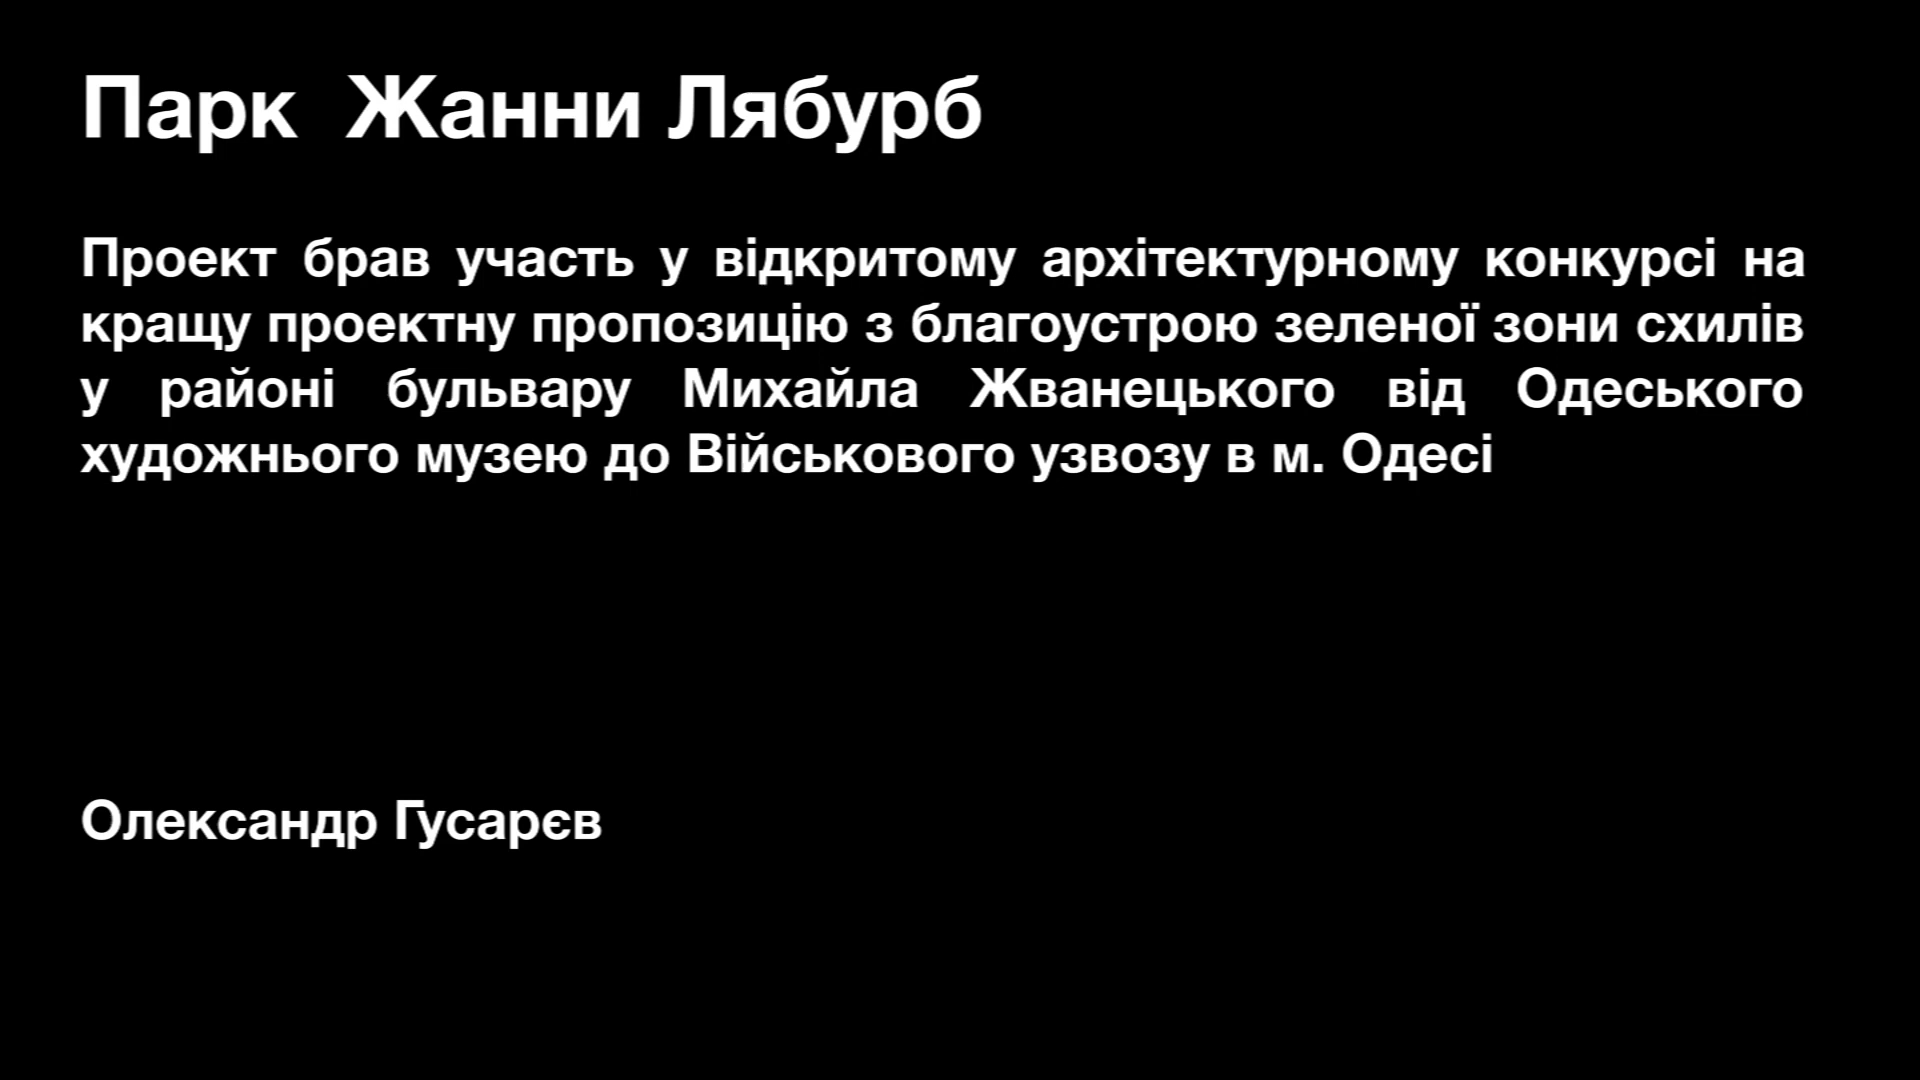 Парк Жанни Лябурб
Проект брав участь у відкритому архітектурному конкурсі на
кращу проектну пропозицію з благоустрою зеленої зони схилів
у районі бульвару Михайла Жванецького від Одеського
художнього музею до Військового узвозу в м. Одесі
Олександр Гусарєв